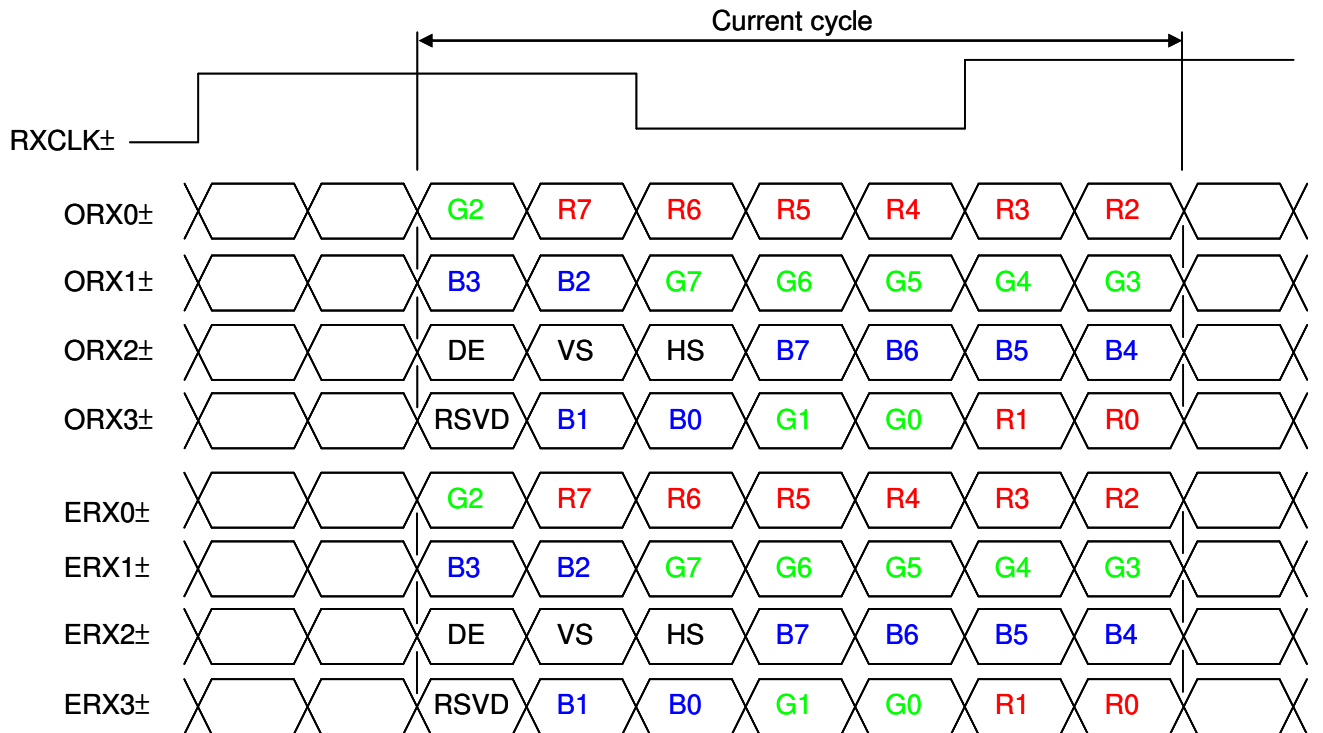 Current cycle
RXCLK±
ORX0± G2 R7 R6 R5 R4 R3 R2
ORX1± B3 B2 G7 G6 G5 G4 G3
ORX2± DE VS HS B7 B6 B5 B4
ORX3± RSVD B1 B0 G1 G0 R1 R0
ERX0± G2 R7 R6 R5 R4 R3 R2
ERX1± B3 B2 G7 G6 G5 G4 G3
ERX2± DE VS HS B7 B6 B5 B4
ERX3± RSVD B1 B0 G1 G0 R1 R0